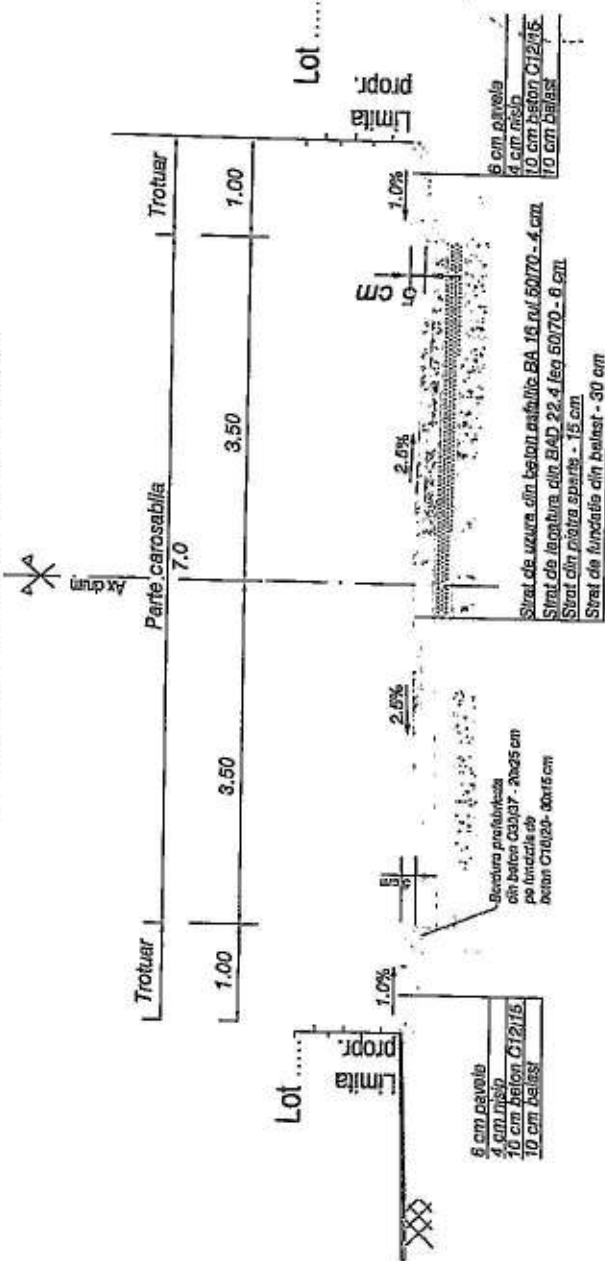 Ax drum
Trotuar
Parte carosabila
Trotuar
7.0
1.00
3.50
3.50
1.00
Lot ......
Limita
propr.
Lot ......
Limita
propr.
1.0%
2.5%
2.5%
1.0%
cm
6 cm pavele
4 cm nisip
10 cm beton C12/15
10 cm balast
Bordura prefabricata
din beton C30/37 - 20x25 cm
pe fundatie de
beton C16/20- 30x15 cm
Strat de uzura din beton asfaltic BA 16 rul 50/70 - 4 cm
Strat de legatura din BAD 22.4 leg 50/70 - 6 cm
Strat din piatra sparta - 15 cm
Strat de fundatie din balast - 30 cm
6 cm pavele
4 cm nisip
10 cm beton C12/15
10 cm balast